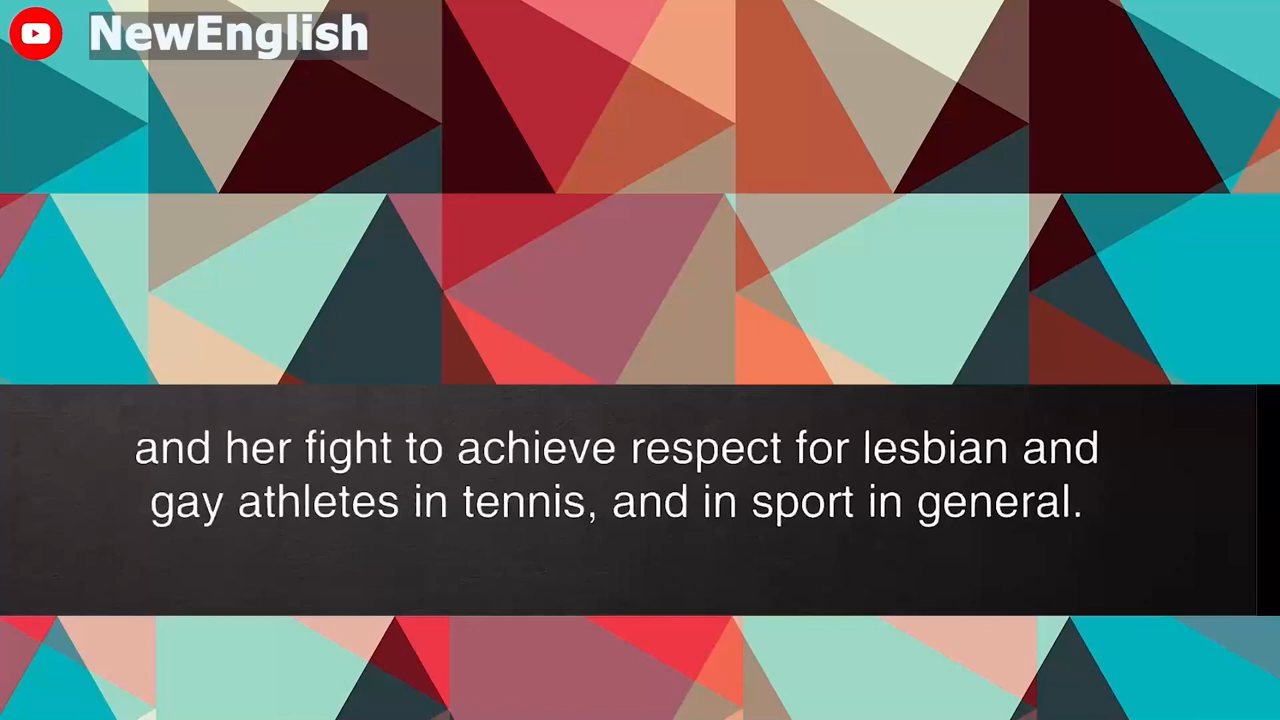 NewEnglish
and her fight to achieve respect for lesbian and
gay athletes in tennis, and in sport in general.